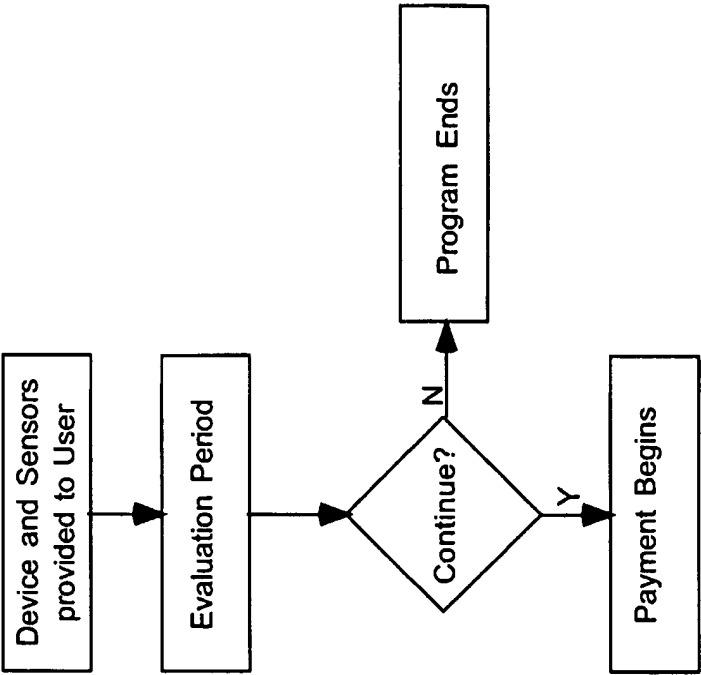 Device and Sensors
provided to User
Evaluation Period
Continue?
N
Program Ends
Y
Payment Begins